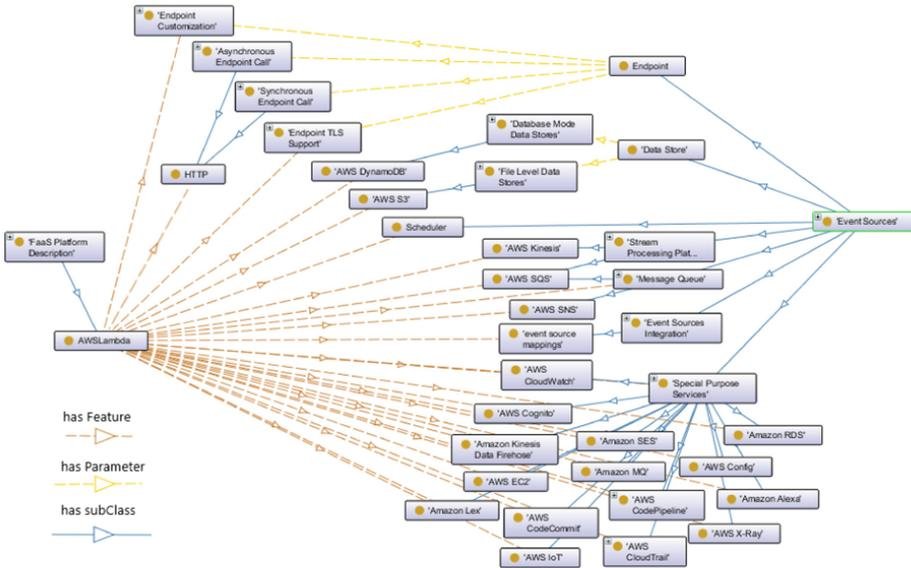 'Endpoint
Customization'
'Asynchronous
Endpoint Call'
'Synchronous
Endpoint Call'
'Endpoint TLS
Support'
HTTP
Endpoint
'Database Mode
Data Stores'
'Data Store'
'AWS DynamoDB'
'File Level Data
Stores'
'AWS S3'
Scheduler
'Event Sources'
'FaaS Platform
Description'
'AWS Kinesis'
'Stream
Processing Plat...
'AWS SQS'
'Message Queue'
'AWS SNS'
'event source
mappings'
'Event Sources
Integration'
AWSLambda
'AWS
CloudWatch'
'Special Purpose
Services'
'AWS Cognito'
'Amazon RDS'
'Amazon Kinesis
Data Firehose'
'Amazon SES'
'Amazon MQ'
'AWS Config'
'AWS EC2'
'Amazon Alexa'
'Amazon Lex'
'AWS
CodeCommit'
'AWS
CodePipeline'
'AWS X-Ray'
'AWS IoT'
'AWS
CloudTrail'
has Feature
has Parameter
has subClass